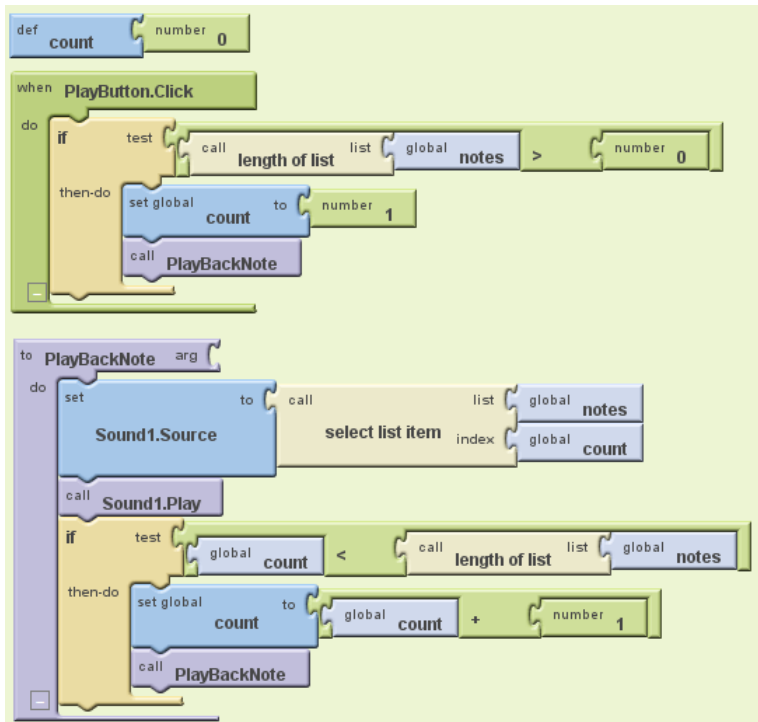 def count number 0
when PlayButton.Click
do if test call length of list list global notes > number 0
then-do set global count to number 1
call PlayBackNote
to PlayBackNote arg
do set Sound1.Source to call select list item list global notes
index global count
call Sound1.Play
if test global count < call length of list list global notes
then-do set global count to global count + number 1
call PlayBackNote